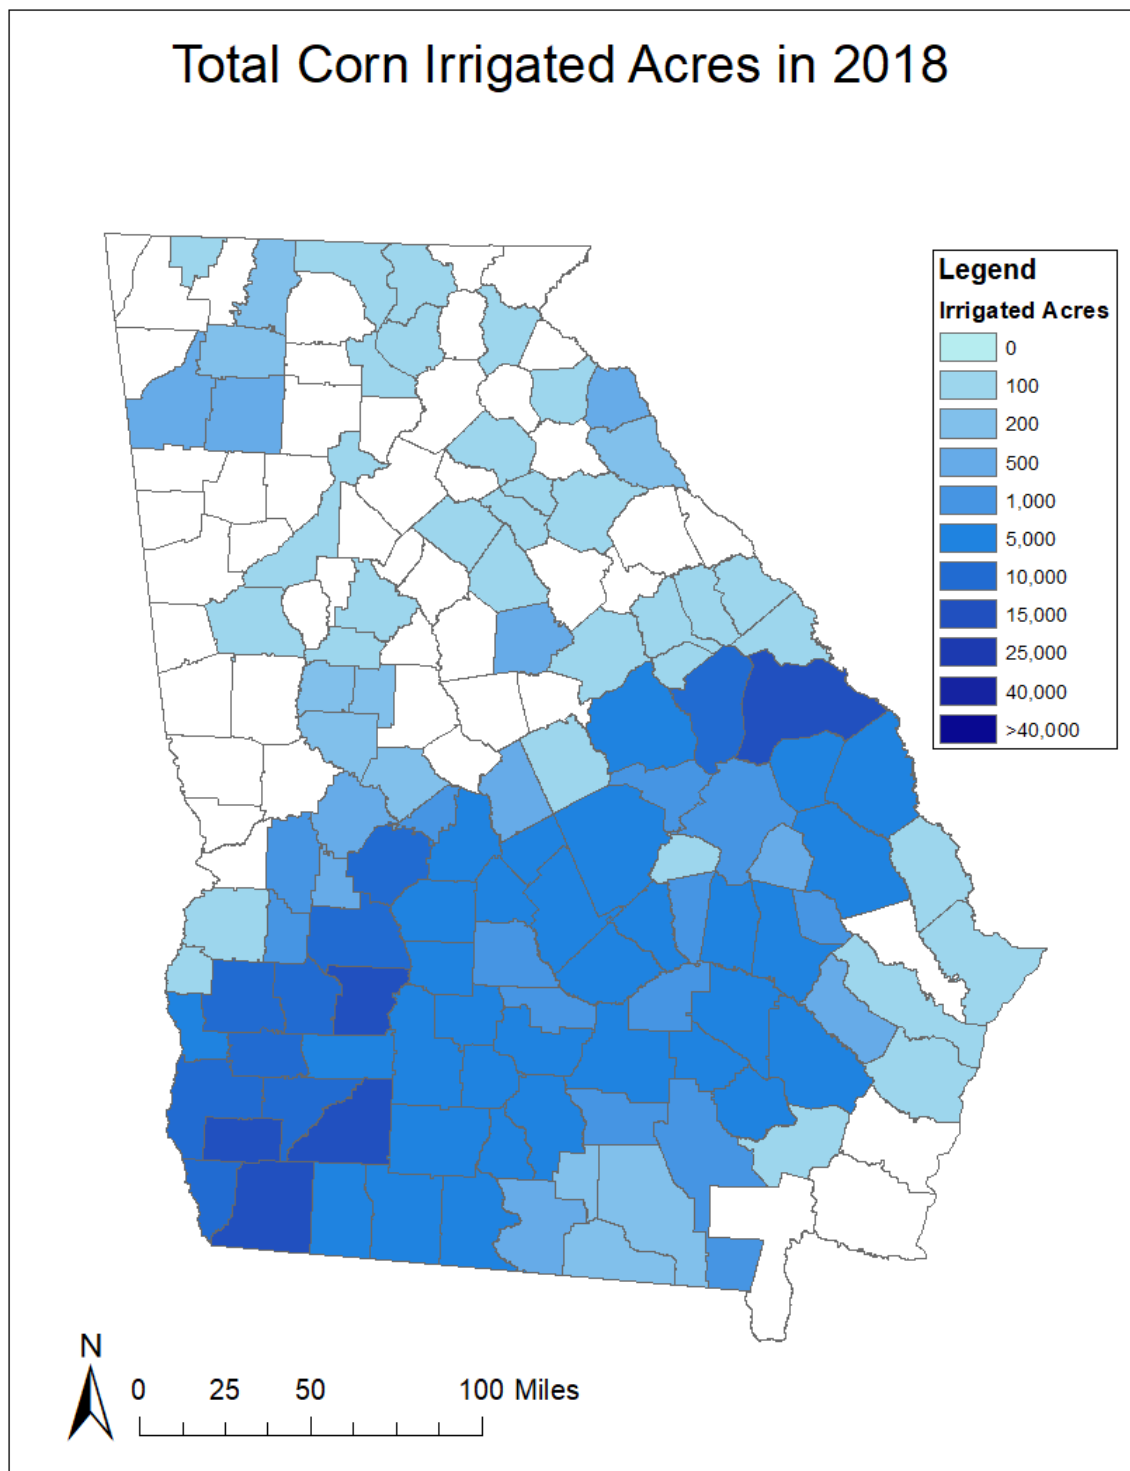 Total Corn Irrigated Acres in 2018
Legend
Irrigated Acres
0
100
200
500
1,000
5,000
10,000
15,000
25,000
40,000
>40,000
N
0 25 50 100 Miles